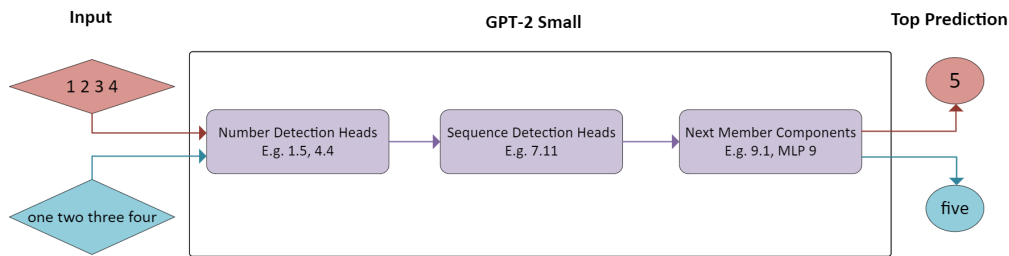 Input
GPT-2 Small
Top Prediction
1 2 3 4
5
Number Detection Heads
E.g. 1.5, 4.4
Sequence Detection Heads
E.g. 7.11
Next Member Components
E.g. 9.1, MLP 9
one two three four
five